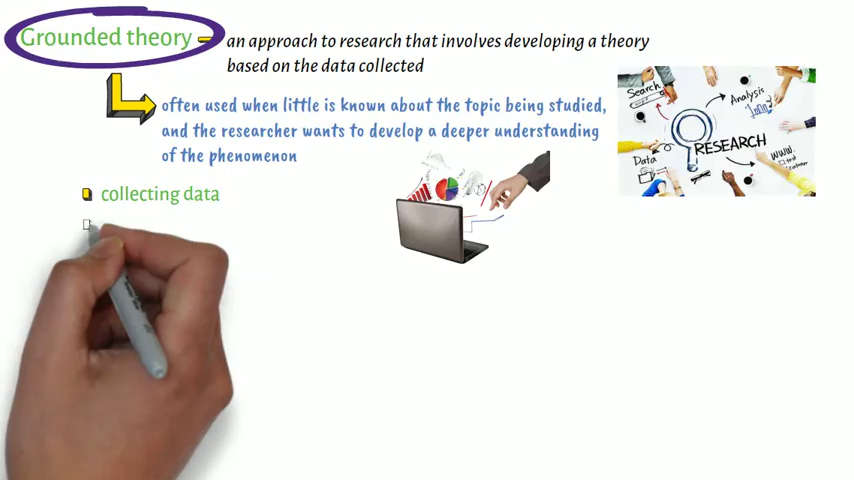 Grounded theory –
an approach to research that involves developing a theory
based on the data collected
often used when little is known about the topic being studied,
and the researcher wants to develop a deeper understanding
of the phenomenon
collecting data
Search
Analysis
RESEARCH
Data
www.